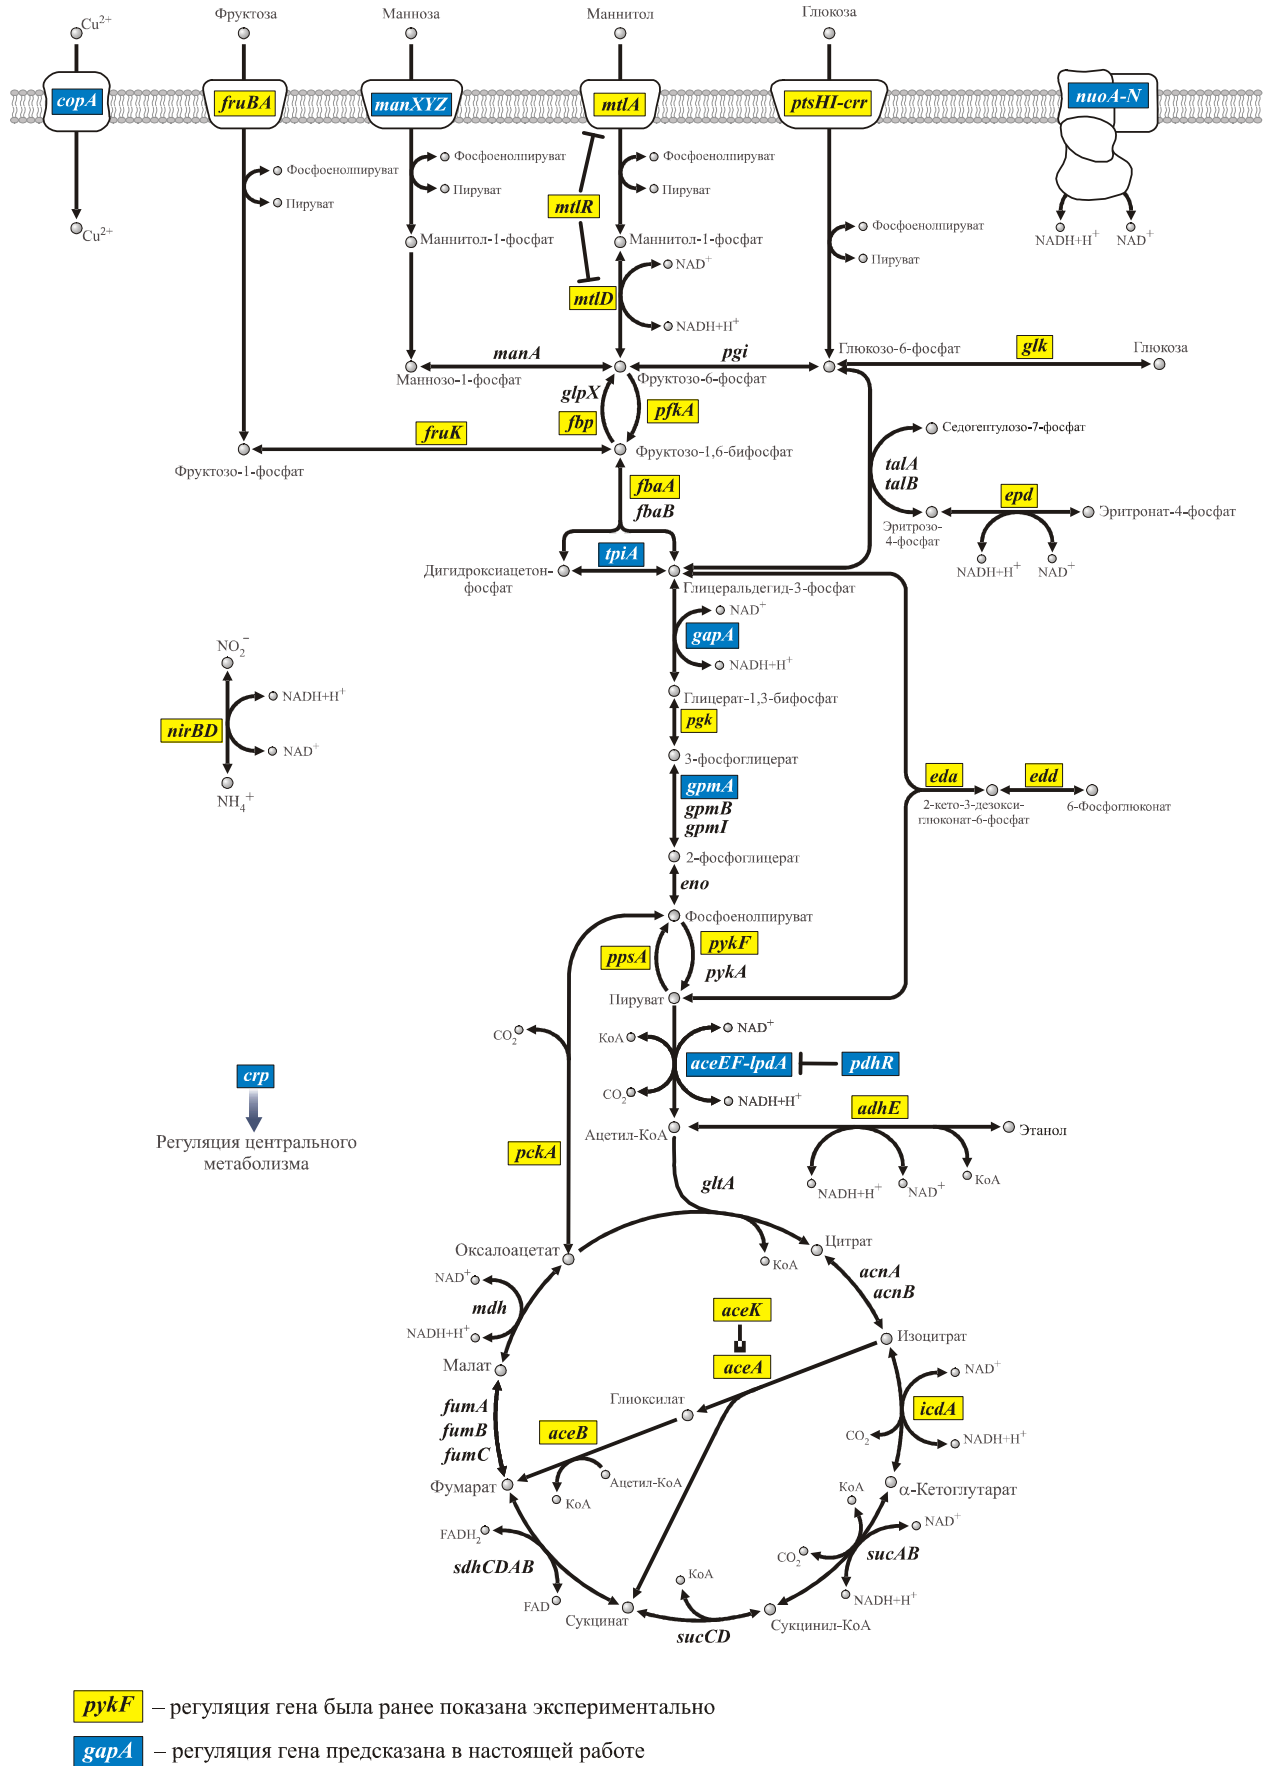 Cu2+
Фруктоза
Манноза
Маннитол
Глюкоза
copA
fruBA
manXYZ
mtlA
ptsHI-crr
nuoA-N
Фосфоенолпируват
Пируват
Фосфоенолпируват
Пируват
Фосфоенолпируват
Пируват
mtlR
Cu2+
Маннитол-1-фосфат
Маннитол-1-фосфат
Фосфоенолпируват
Пируват
NADH+H+
NAD+
NAD+
mtlD
NADH+H+
manA
pgi
Глюкозо-6-фосфат
glk
Глюкоза
Маннозо-1-фосфат
Фруктозо-6-фосфат
glpX
fbp
pfkA
fruK
Фруктозо-1-фосфат
Фруктозо-1,6-бифосфат
Седогептулозо-7-фосфат
talA
talB
fbaA
fbaB
epd
Эритрозо-
4-фосфат
Эритронат-4-фосфат
NADH+H+
NAD+
tpiA
Дигидроксиацетон-
фосфат
Глицеральдегид-3-фосфат
NAD+
gapA
NADH+H+
NO2−
NADH+H+
nirBD
NAD+
NH4+
Глицерат-1,3-бифосфат
pgk
3-фосфоглицерат
gpmA
gpmB
gpmI
eda
edd
2-кето-3-дезокси-
глюконат-6-фосфат
6-Фосфоглюконат
2-фосфоглицерат
eno
Фосфоенолпируват
ppsA
pykF
pykA
Пируват
CO2
КоА
NAD+
aceEF-lpdA
pdhR
CO2
NADH+H+
crp
Регуляция центрального
метаболизма
adhE
Ацетил-КоА
Этанол
pckA
NADH+H+
NAD+
КоА
gltA
Оксалоацетат
Цитрат
КоА
NAD+
mdh
NADH+H+
acnA
acnB
aceK
Изоцитрат
Малат
aceA
NAD+
Глиоксилат
fumA
fumB
fumC
aceB
icdA
CO2
NADH+H+
Фумарат
Ацетил-КоА
КоА
КоА
α-Кетоглутарат
FADH2
NAD+
sdhCDAB
CO2
sucAB
КоА
NADH+H+
FAD
Сукцинат
sucCD
Сукцинил-КоА
pykF – регуляция гена была ранее показана экспериментально
gapA – регуляция гена предсказана в настоящей работе